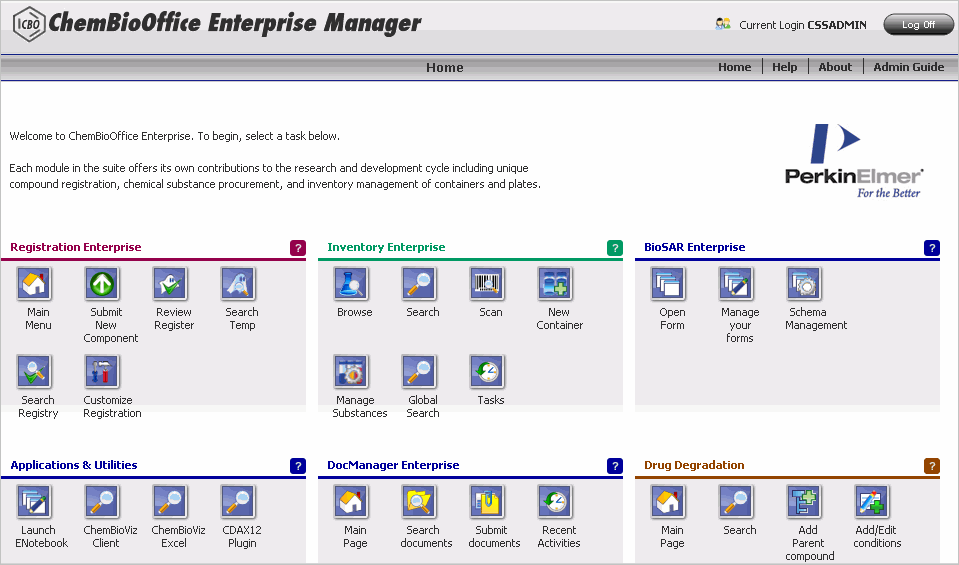 ICBO ChemBioOffice Enterprise Manager
Current Login CSSADMIN
Log Off
Home
Home
Help
About
Admin Guide
Welcome to ChemBioOffice Enterprise. To begin, select a task below.
Each module in the suite offers its own contributions to the research and development cycle including unique
compound registration, chemical substance procurement, and inventory management of containers and plates.
PerkinElmer
For the Better
Registration Enterprise ?
Main
Menu
Submit
New
Component
Review
Register
Search
Temp
Search
Registry
Customize
Registration
Inventory Enterprise ?
Browse
Search
Scan
New
Container
Manage
Substances
Global
Search
Tasks
BioSAR Enterprise ?
Open
Form
Manage
your
forms
Schema
Management
Applications & Utilities ?
Launch
ENotebook
ChemBioViz
Client
ChemBioViz
Excel
CDAX12
Plugin
DocManager Enterprise ?
Main
Page
Search
documents
Submit
documents
Recent
Activities
Drug Degradation ?
Main
Page
Search
Add
Parent
compound
Add/Edit
conditions